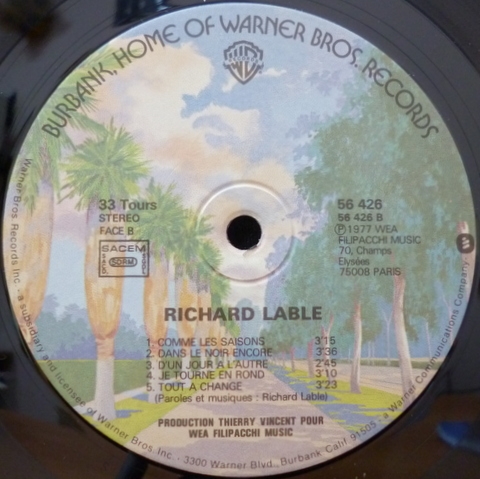 BURBANK, HOME OF WARNER BROS. RECORDS
33 Tours
STEREO
FACE B
SACEM
SDRM
56 426
56 426 B
Ⓟ 1977 WEA
FILIPACCHI MUSIC
70, Champs
Elysées
75008 PARIS
RICHARD LABLE
1. COMME LES SAISONS 3'15
2. DANS LE NOIR ENCORE 3'36
3. D'UN JOUR A L'AUTRE 2'45
4. JE TOURNE EN ROND 3'10
5. TOUT A CHANGE 3'23
(Paroles et musiques : Richard Lable)
PRODUCTION THIERRY VINCENT POUR
WEA FILIPACCHI MUSIC
Warner Bros Records Inc. - a subsidiary and licensee of Warner Bros. Inc. - 3300 Warner Blvd., Burbank Calif. 91505 - a Warner Communications Company